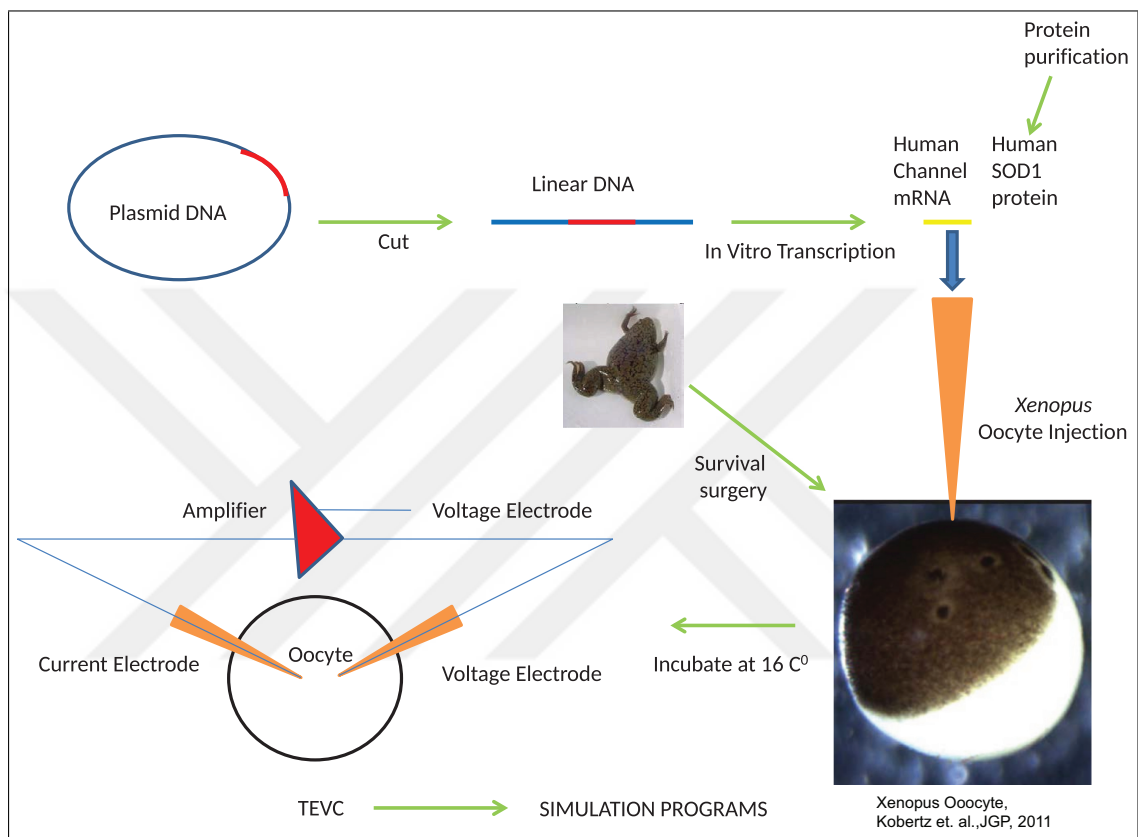 Protein
purification
Human
Channel
mRNA
Human
SOD1
protein
Plasmid DNA
Linear DNA
Cut
In Vitro Transcription
Xenopus
Oocyte Injection
Survival
surgery
Amplifier
Voltage Electrode
Oocyte
Current Electrode
Voltage Electrode
Incubate at 16 C⁰
TEVC
SIMULATION PROGRAMS
Xenopus Ooocyte,
Kobertz et. al.,JGP, 2011